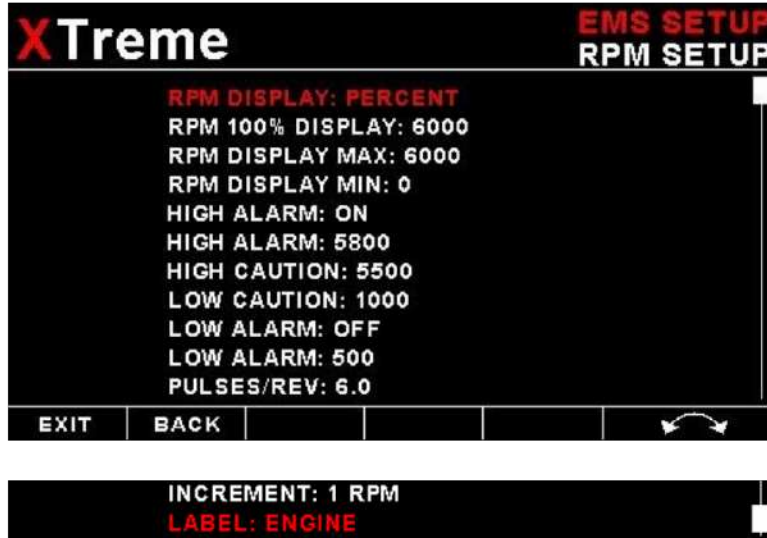 XTreme
EMS SETUP
RPM SETUP
RPM DISPLAY: PERCENT
RPM 100% DISPLAY: 6000
RPM DISPLAY MAX: 6000
RPM DISPLAY MIN: 0
HIGH ALARM: ON
HIGH ALARM: 5800
HIGH CAUTION: 5500
LOW CAUTION: 1000
LOW ALARM: OFF
LOW ALARM: 500
PULSES/REV: 6.0
EXIT BACK
INCREMENT: 1 RPM
LABEL: ENGINE